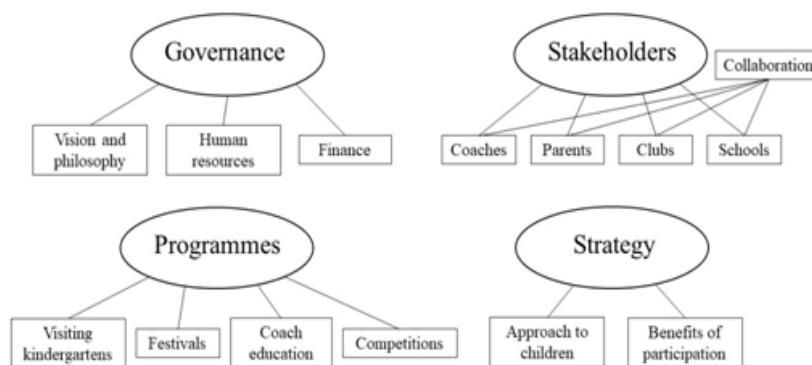 Governance
Vision and
philosophy
Human
resources
Finance
Stakeholders
Collaboration
Coaches
Parents
Clubs
Schools
Programmes
Visiting
kindergartens
Festivals
Coach
education
Competitions
Strategy
Approach to
children
Benefits of
participation